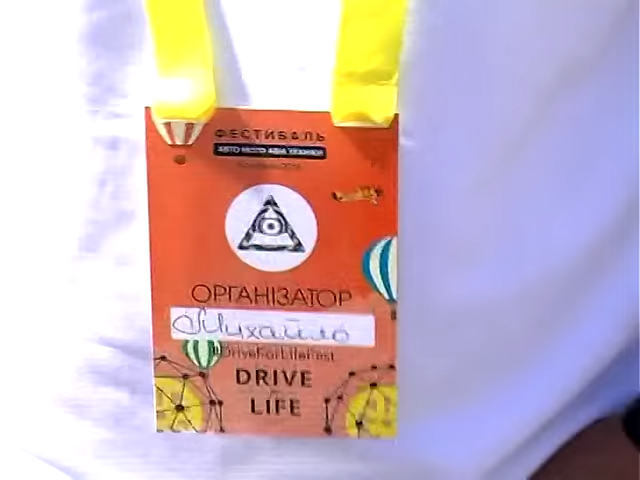 ФЕСТИВАЛЬ
АВТО МОТО АВІА ТЕХНІКИ
ОРГАНІЗАТОР
Михайло
#DriveForLifeFest
DRIVE
LIFE